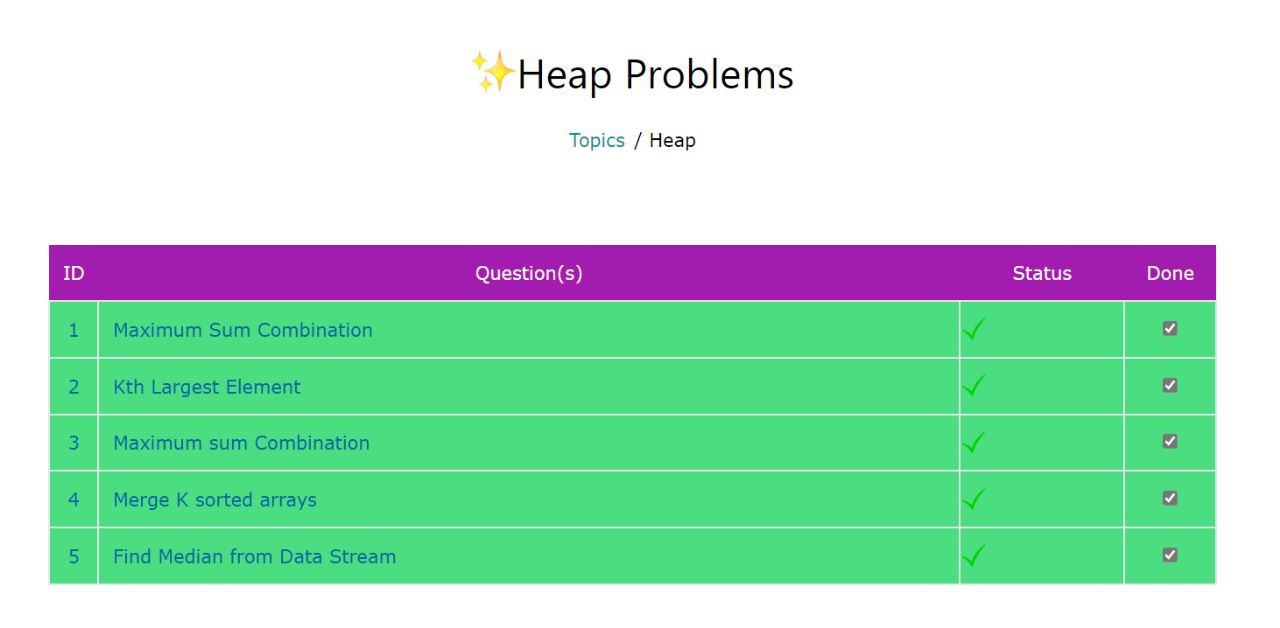 ✨Heap Problems
Topics / Heap
ID Question(s) Status Done
1 Maximum Sum Combination ✓
2 Kth Largest Element ✓
3 Maximum sum Combination ✓
4 Merge K sorted arrays ✓
5 Find Median from Data Stream ✓